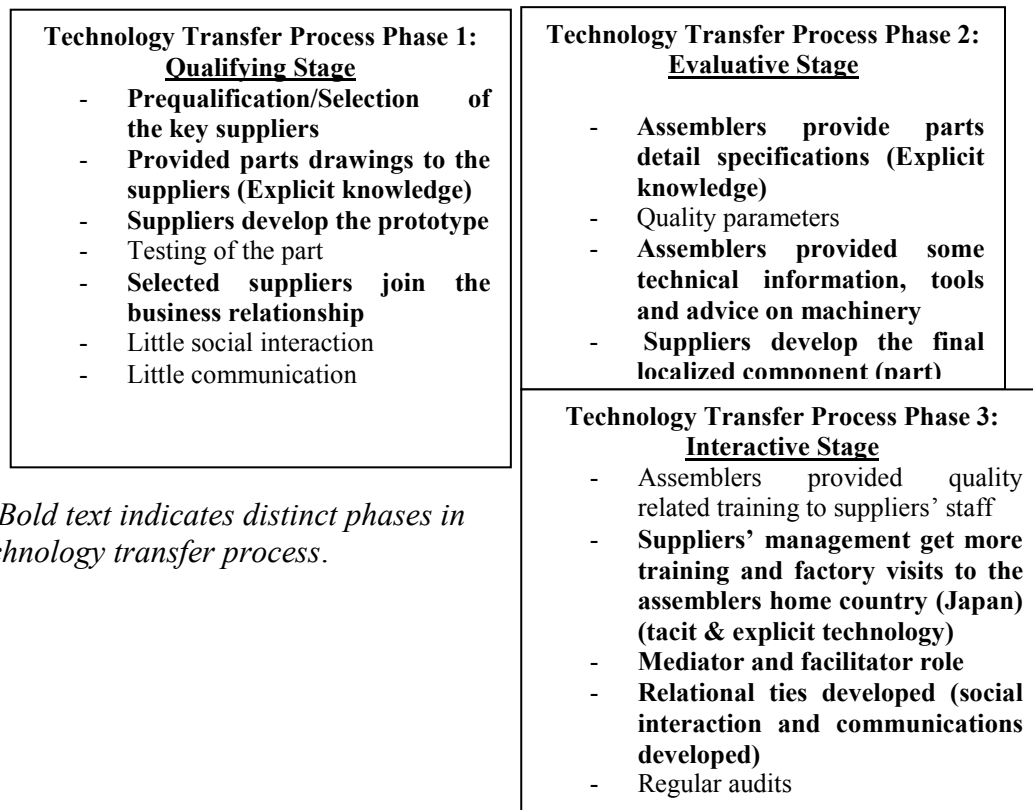 Technology Transfer Process Phase 1:
Qualifying Stage
- Prequalification/Selection of
the key suppliers
- Provided parts drawings to the
suppliers (Explicit knowledge)
- Suppliers develop the prototype
- Testing of the part
- Selected suppliers join the
business relationship
- Little social interaction
- Little communication
Technology Transfer Process Phase 2:
Evaluative Stage
- Assemblers provide parts
detail specifications (Explicit
knowledge)
- Quality parameters
- Assemblers provided some
technical information, tools
and advice on machinery
- Suppliers develop the final
localized component (part)
Bold text indicates distinct phases in
chnology transfer process.
Technology Transfer Process Phase 3:
Interactive Stage
- Assemblers provided quality
related training to suppliers’ staff
- Suppliers’ management get more
training and factory visits to the
assemblers home country (Japan)
(tacit & explicit technology)
- Mediator and facilitator role
- Relational ties developed (social
interaction and communications
developed)
- Regular audits